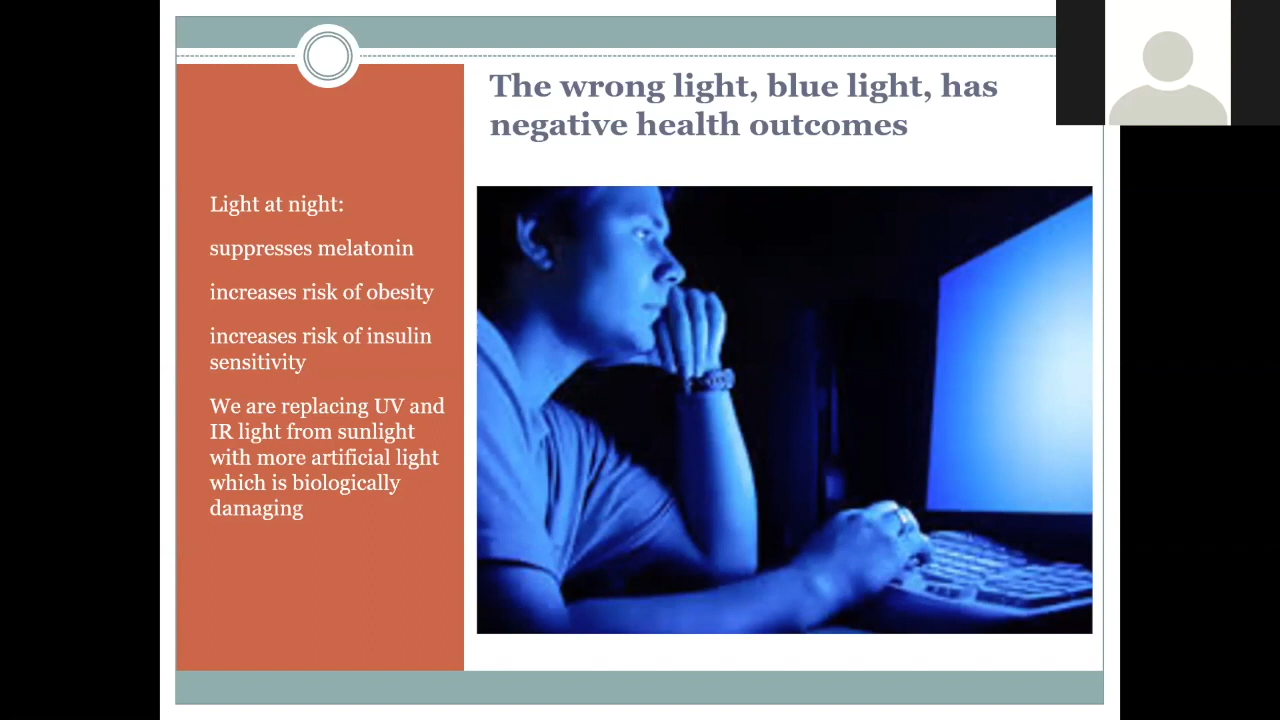 The wrong light, blue light, has
negative health outcomes
Light at night:
suppresses melatonin
increases risk of obesity
increases risk of insulin
sensitivity
We are replacing UV and
IR light from sunlight
with more artificial light
which is biologically
damaging